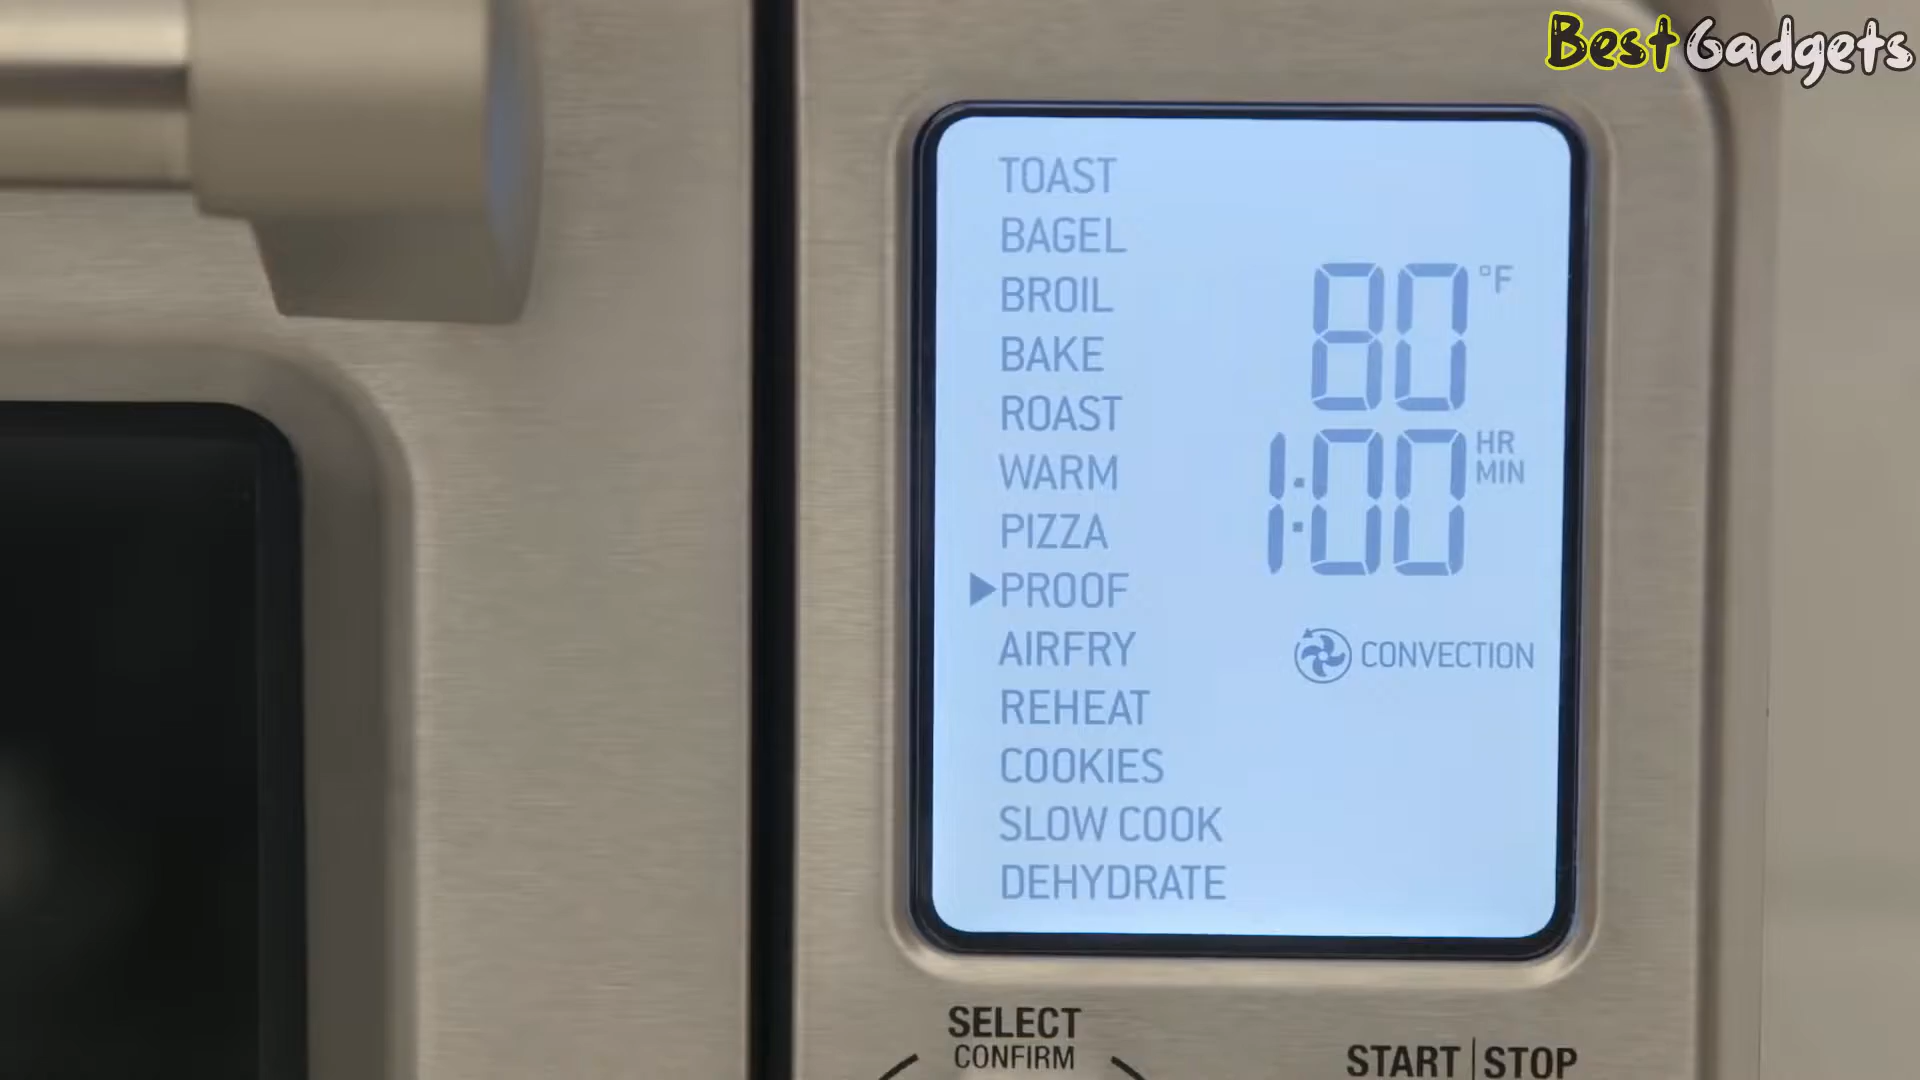 BestGadgets
TOAST
BAGEL
BROIL
BAKE
ROAST
WARM
PIZZA
▶PROOF
AIRFRY
REHEAT
COOKIES
SLOW COOK
DEHYDRATE
80 °F
1:00 HR MIN
CONVECTION
SELECT
CONFIRM
START | STOP